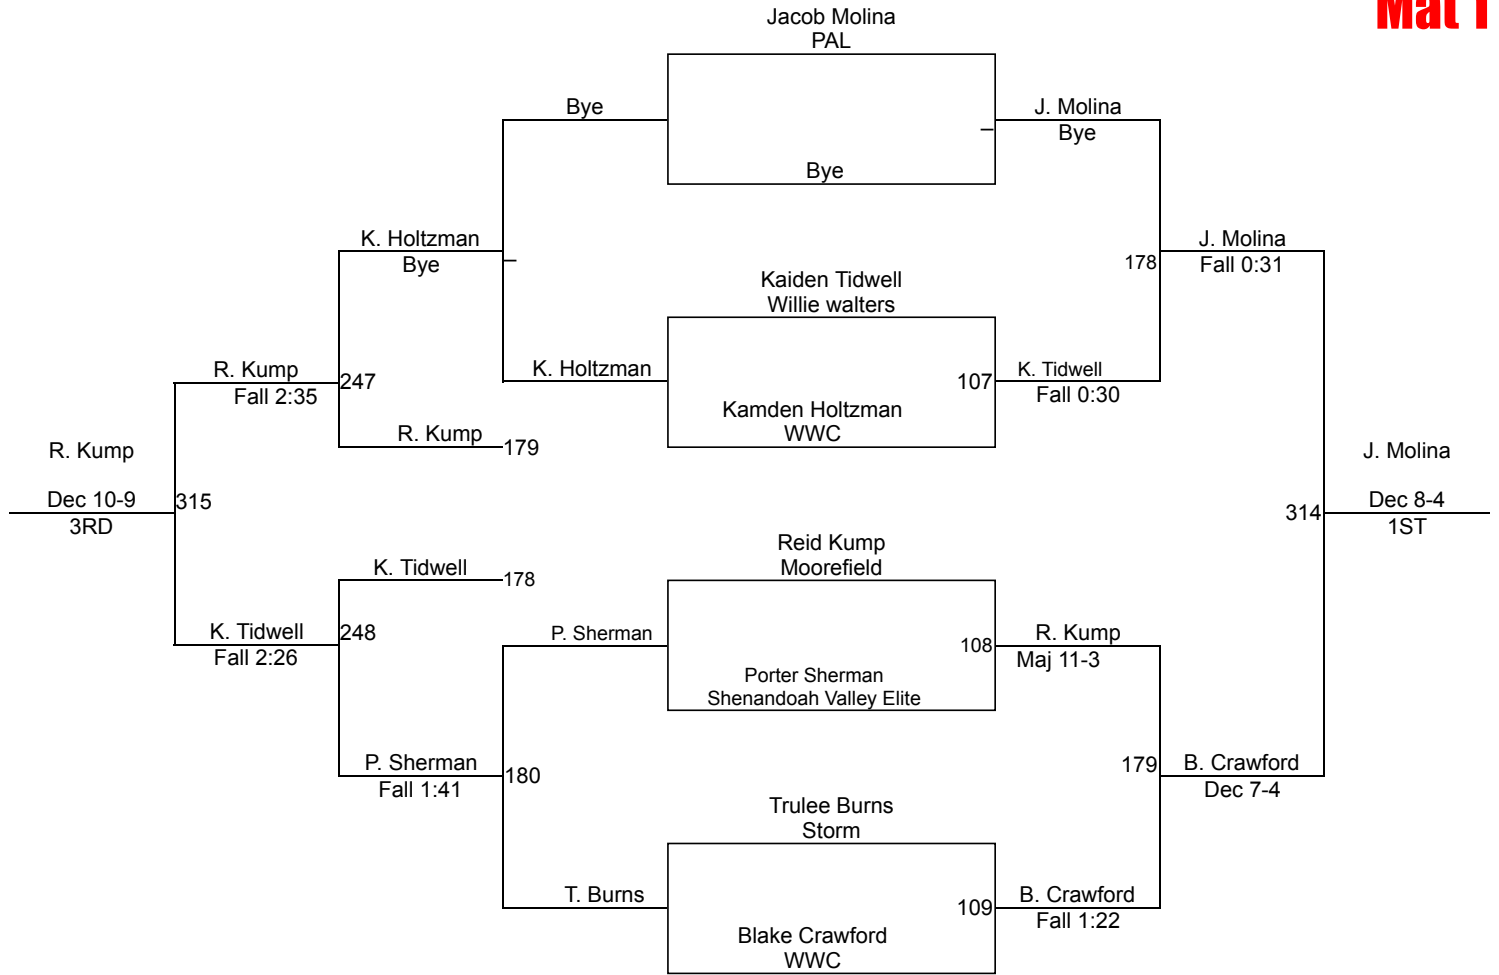 Mat 1
Jacob Molina
PAL
Bye
J. Molina
Bye
–
Bye
K. Holtzman
Bye
–
J. Molina
Fall 0:31
178
Kaiden Tidwell
Willie walters
R. Kump
Fall 2:35
247
K. Holtzman
107
K. Tidwell
Fall 0:30
Kamden Holtzman
WWC
R. Kump
179
R. Kump
Dec 10-9
3RD
315
J. Molina
Dec 8-4
1ST
314
Reid Kump
Moorefield
K. Tidwell
178
K. Tidwell
Fall 2:26
248
P. Sherman
108
R. Kump
Maj 11-3
Porter Sherman
Shenandoah Valley Elite
P. Sherman
Fall 1:41
180
179
B. Crawford
Dec 7-4
Trulee Burns
Storm
T. Burns
109
B. Crawford
Fall 1:22
Blake Crawford
WWC